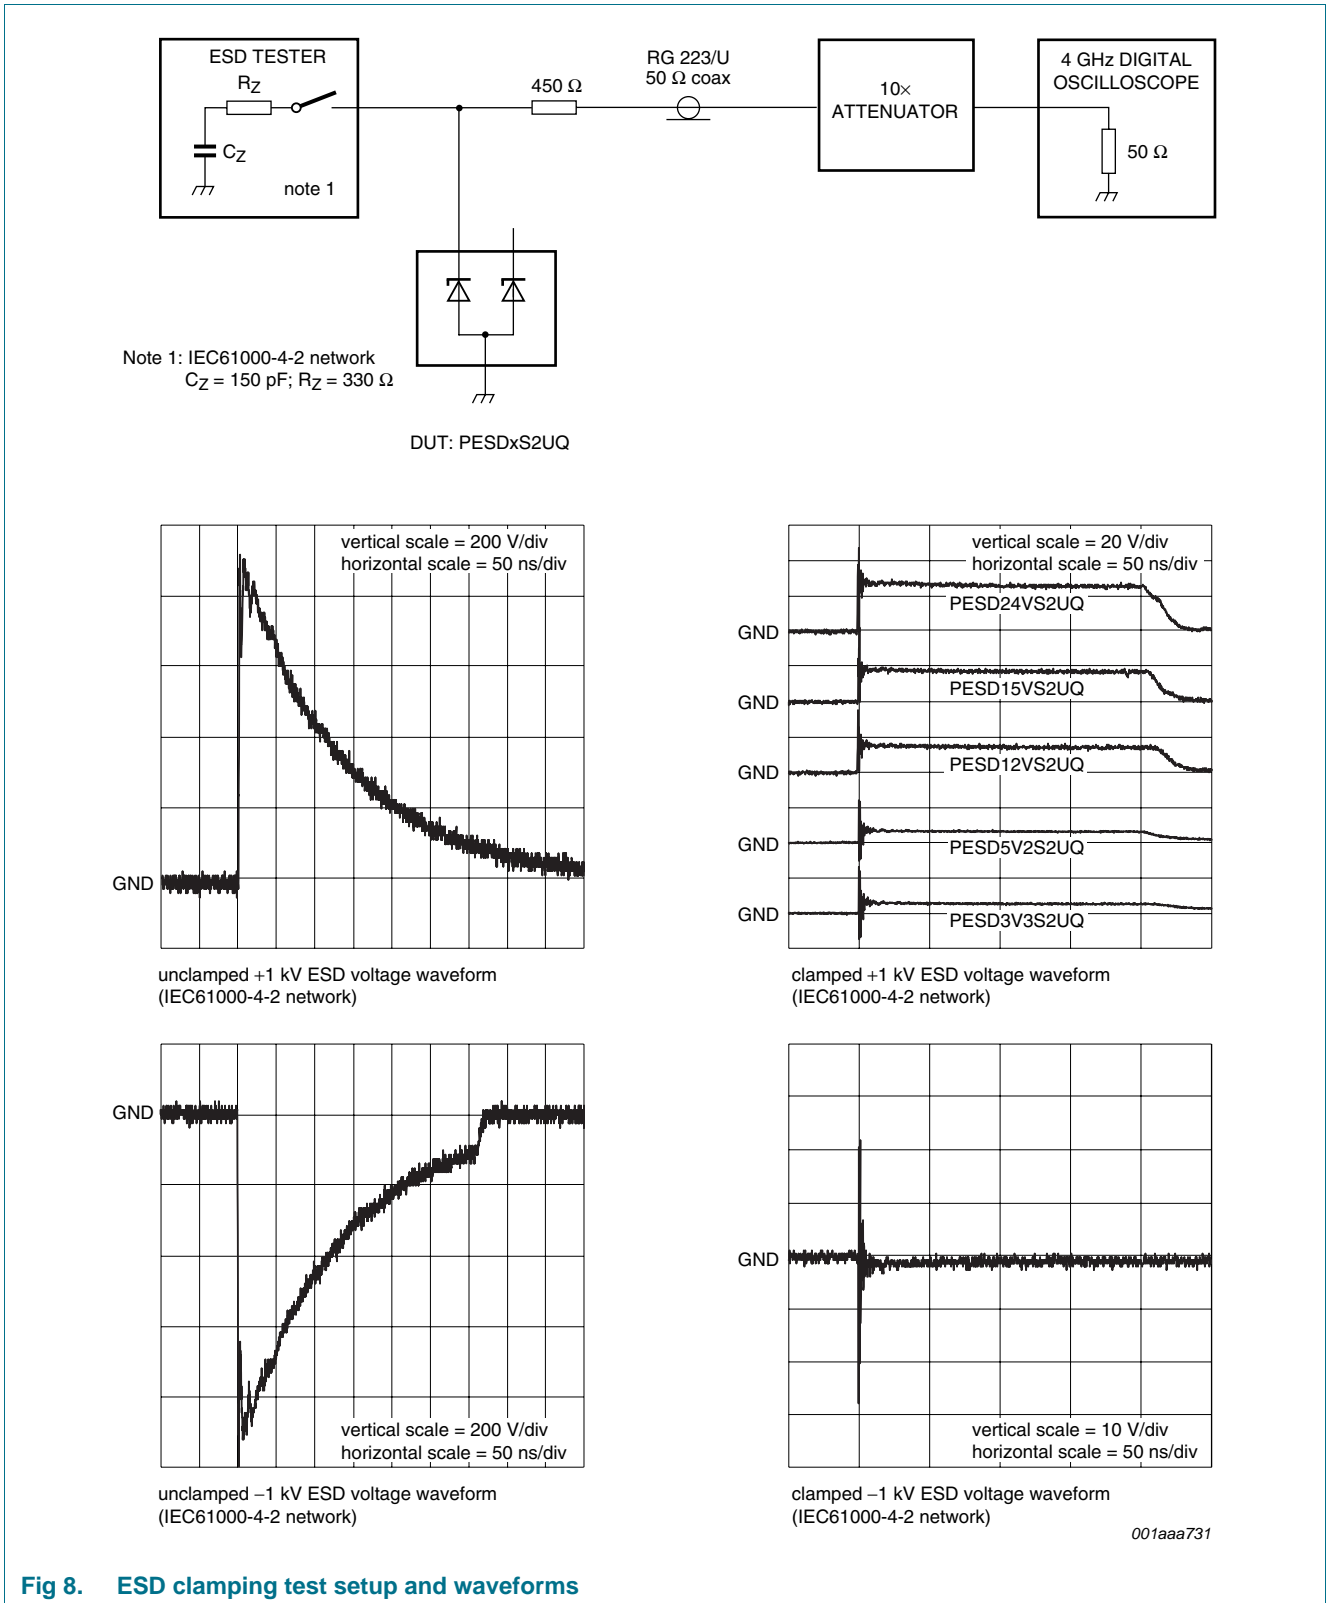 ESD TESTER
RZ
CZ
note 1
450 Ω
RG 223/U
50 Ω coax
10×
ATTENUATOR
4 GHz DIGITAL
OSCILLOSCOPE
50 Ω
Note 1: IEC61000-4-2 network
CZ = 150 pF; RZ = 330 Ω
DUT: PESDxS2UQ
vertical scale = 200 V/div
horizontal scale = 50 ns/div
GND
unclamped +1 kV ESD voltage waveform
(IEC61000-4-2 network)
vertical scale = 20 V/div
horizontal scale = 50 ns/div
PESD24VS2UQ
GND
PESD15VS2UQ
GND
PESD12VS2UQ
GND
PESD5V2S2UQ
GND
PESD3V3S2UQ
GND
clamped +1 kV ESD voltage waveform
(IEC61000-4-2 network)
GND
vertical scale = 200 V/div
horizontal scale = 50 ns/div
unclamped −1 kV ESD voltage waveform
(IEC61000-4-2 network)
GND
vertical scale = 10 V/div
horizontal scale = 50 ns/div
clamped −1 kV ESD voltage waveform
(IEC61000-4-2 network)
001aaa731
Fig 8. ESD clamping test setup and waveforms